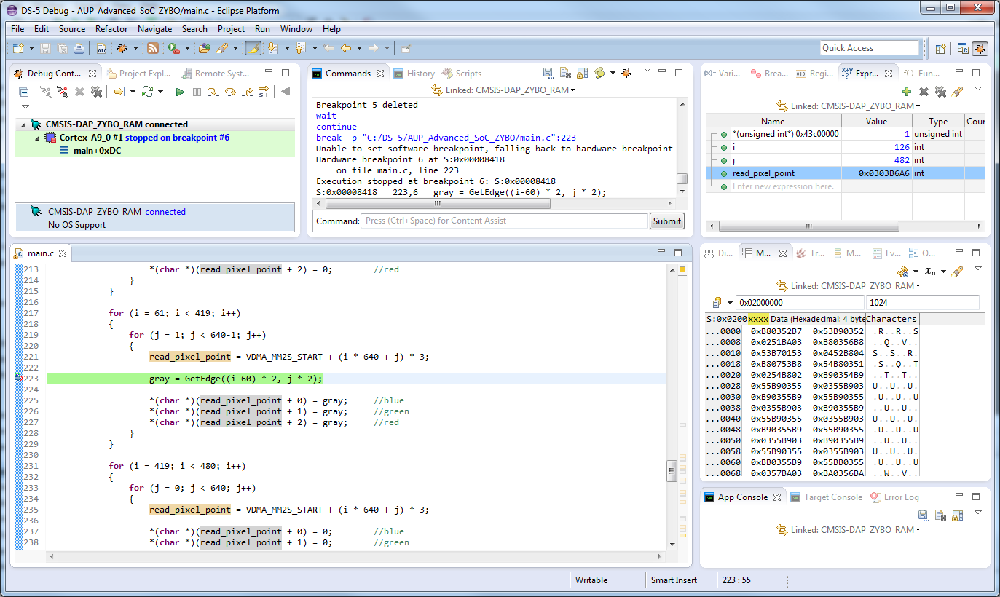 DS-5 Debug - AUP_Advanced_SoC_ZYBO/main.c - Eclipse Platform
File Edit Source Refactor Navigate Search Project Run Window Help
Quick Access
Debug Cont... Project Expl... Remote Syst...
CMSIS-DAP_ZYBO_RAM connected
Cortex-A9_0 #1 stopped on breakpoint #6
main+0xDC
CMSIS-DAP_ZYBO_RAM connected
No OS Support
Commands History Scripts
Linked: CMSIS-DAP_ZYBO_RAM
Breakpoint 5 deleted
wait
continue
break -p "C:/DS-5/AUP_Advanced_SoC_ZYBO/main.c":223
Unable to set software breakpoint, falling back to hardware breakpoint
Hardware breakpoint 6 at S:0x00008418
on file main.c, line 223
Execution stopped at breakpoint 6: S:0x00008418
S:0x00008418 223,6 gray = GetEdge((i-60) * 2, j * 2);
Command: Press (Ctrl+Space) for Content Assist Submit
(x)= Vari... Brea... Regi... Expr... Fun...
Linked: CMSIS-DAP_ZYBO_RAM
Name Value Type Cour
*(unsigned int*) 0x43c00000 1 unsigned int
i 126 int
j 482 int
read_pixel_point 0x0303B6A6 int
Enter new expression here.
main.c
213 *(char *)(read_pixel_point + 2) = 0; //red
214 }
215 }
216
217 for (i = 61; i < 419; i++)
218 {
219 for (j = 1; j < 640-1; j++)
220 {
221 read_pixel_point = VDMA_MM2S_START + (i * 640 + j) * 3;
222
223 gray = GetEdge((i-60) * 2, j * 2);
224
225 *(char *)(read_pixel_point + 0) = gray; //blue
226 *(char *)(read_pixel_point + 1) = gray; //green
227 *(char *)(read_pixel_point + 2) = gray; //red
228 }
229 }
230
231 for (i = 419; i < 480; i++)
232 {
233 for (j = 0; j < 640; j++)
234 {
235 read_pixel_point = VDMA_MM2S_START + (i * 640 + j) * 3;
236
237 *(char *)(read_pixel_point + 0) = 0; //blue
238 *(char *)(read_pixel_point + 1) = 0; //green
Di... M... Tr... M... Ev... O...
Linked: CMSIS-DAP_ZYBO_RAM
0x02000000 1024
S:0x0200xxxx Data (Hexadecimal: 4 byte Characters
...0000 0xB80352B7 0x53B90352 .R..R.S
...0008 0x0251BA03 0xB80356B8 ..Q..V.
...0010 0x53B70153 0x0452B804 S..S..R.
...0018 0xB80753B8 0x54B80351 .S..Q.T
...0020 0x0254B802 0xB90354B9 ..T..T.
...0028 0x55B90355 0x0355B903 U..U..U.
...0030 0xB90355B9 0x55B90355 .U..U..U
...0038 0x0355B903 0xB90355B9 ..U..U.
...0040 0x55B90355 0x0355B903 U..U..U.
...0048 0xB90355B9 0x55B90355 .U..U..U
...0050 0x0355B903 0xB90355B9 ..U..U.
...0058 0x55B90355 0x0355B903 U..U..U.
...0060 0xBB0355B9 0x55BB0355 .U..U..U
...0068 0x0357BA03 0xBA0356BA ..W..V.
App Console Target Console Error Log
Linked: CMSIS-DAP_ZYBO_RAM
Writable Smart Insert 223 : 55